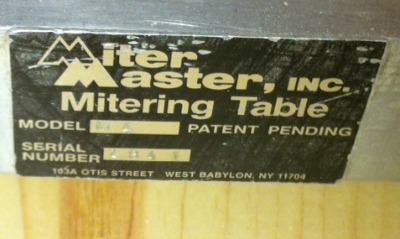 Miter
Master, INC.
Mitering Table
MODEL PATENT PENDING
SERIAL
NUMBER
103A OTIS STREET WEST BABYLON, NY 11704